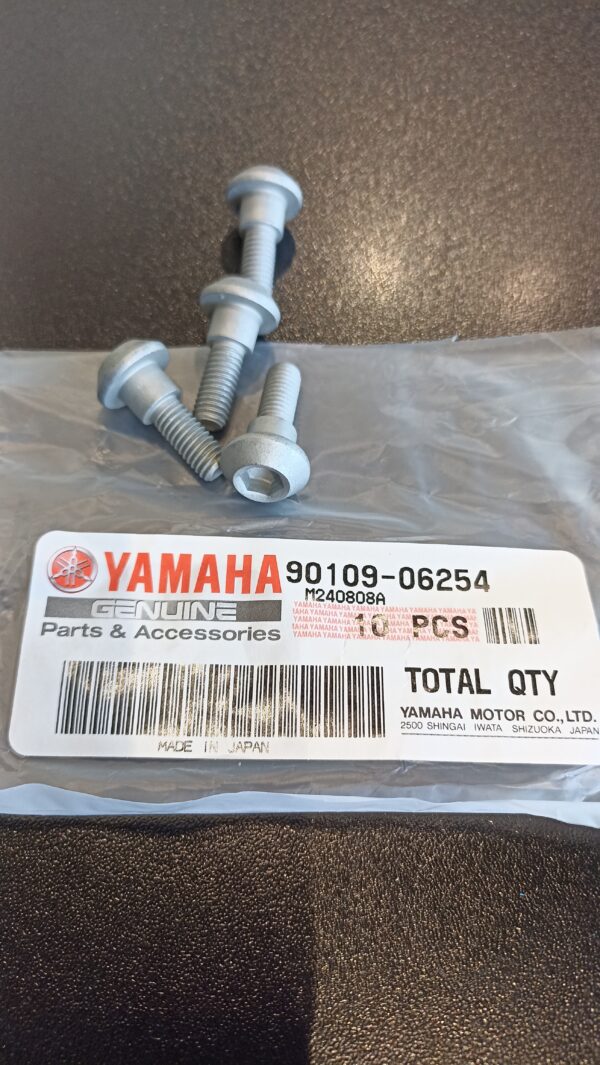 YAMAHA 90109-06254
M240808A
GENUINE
Parts & Accessories
10 PCS
TOTAL QTY
YAMAHA MOTOR CO.,LTD.
2500 SHINGAI IWATA SHIZUOKA JAPAN
MADE IN JAPAN